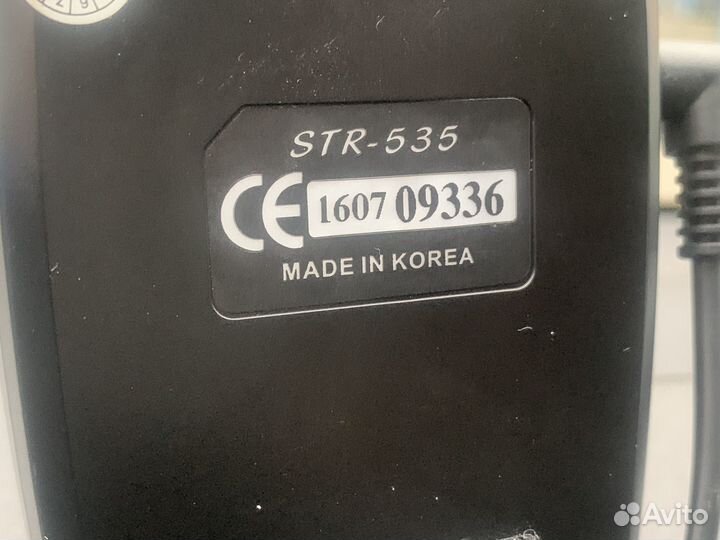 STR-535
CE 1607 09336
MADE IN KOREA
Avito